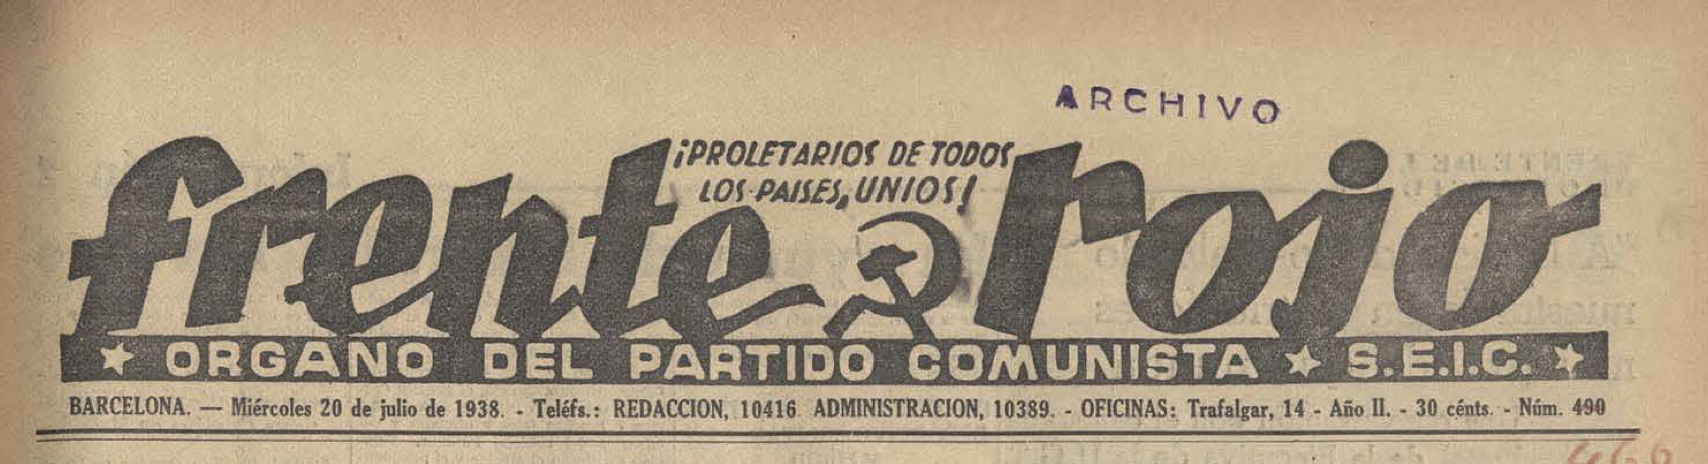 ARCHIVO
frente rojo
¡PROLETARIOS DE TODOS
LOS PAISES, UNIOS!
★ ORGANO DEL PARTIDO COMUNISTA ★ S.E.I.C. ★
BARCELONA. — Miércoles 20 de julio de 1938. - Teléfs.: REDACCION, 10416 ADMINISTRACION, 10389. - OFICINAS: Trafalgar, 14 - Año II. - 30 cénts. - Núm. 490